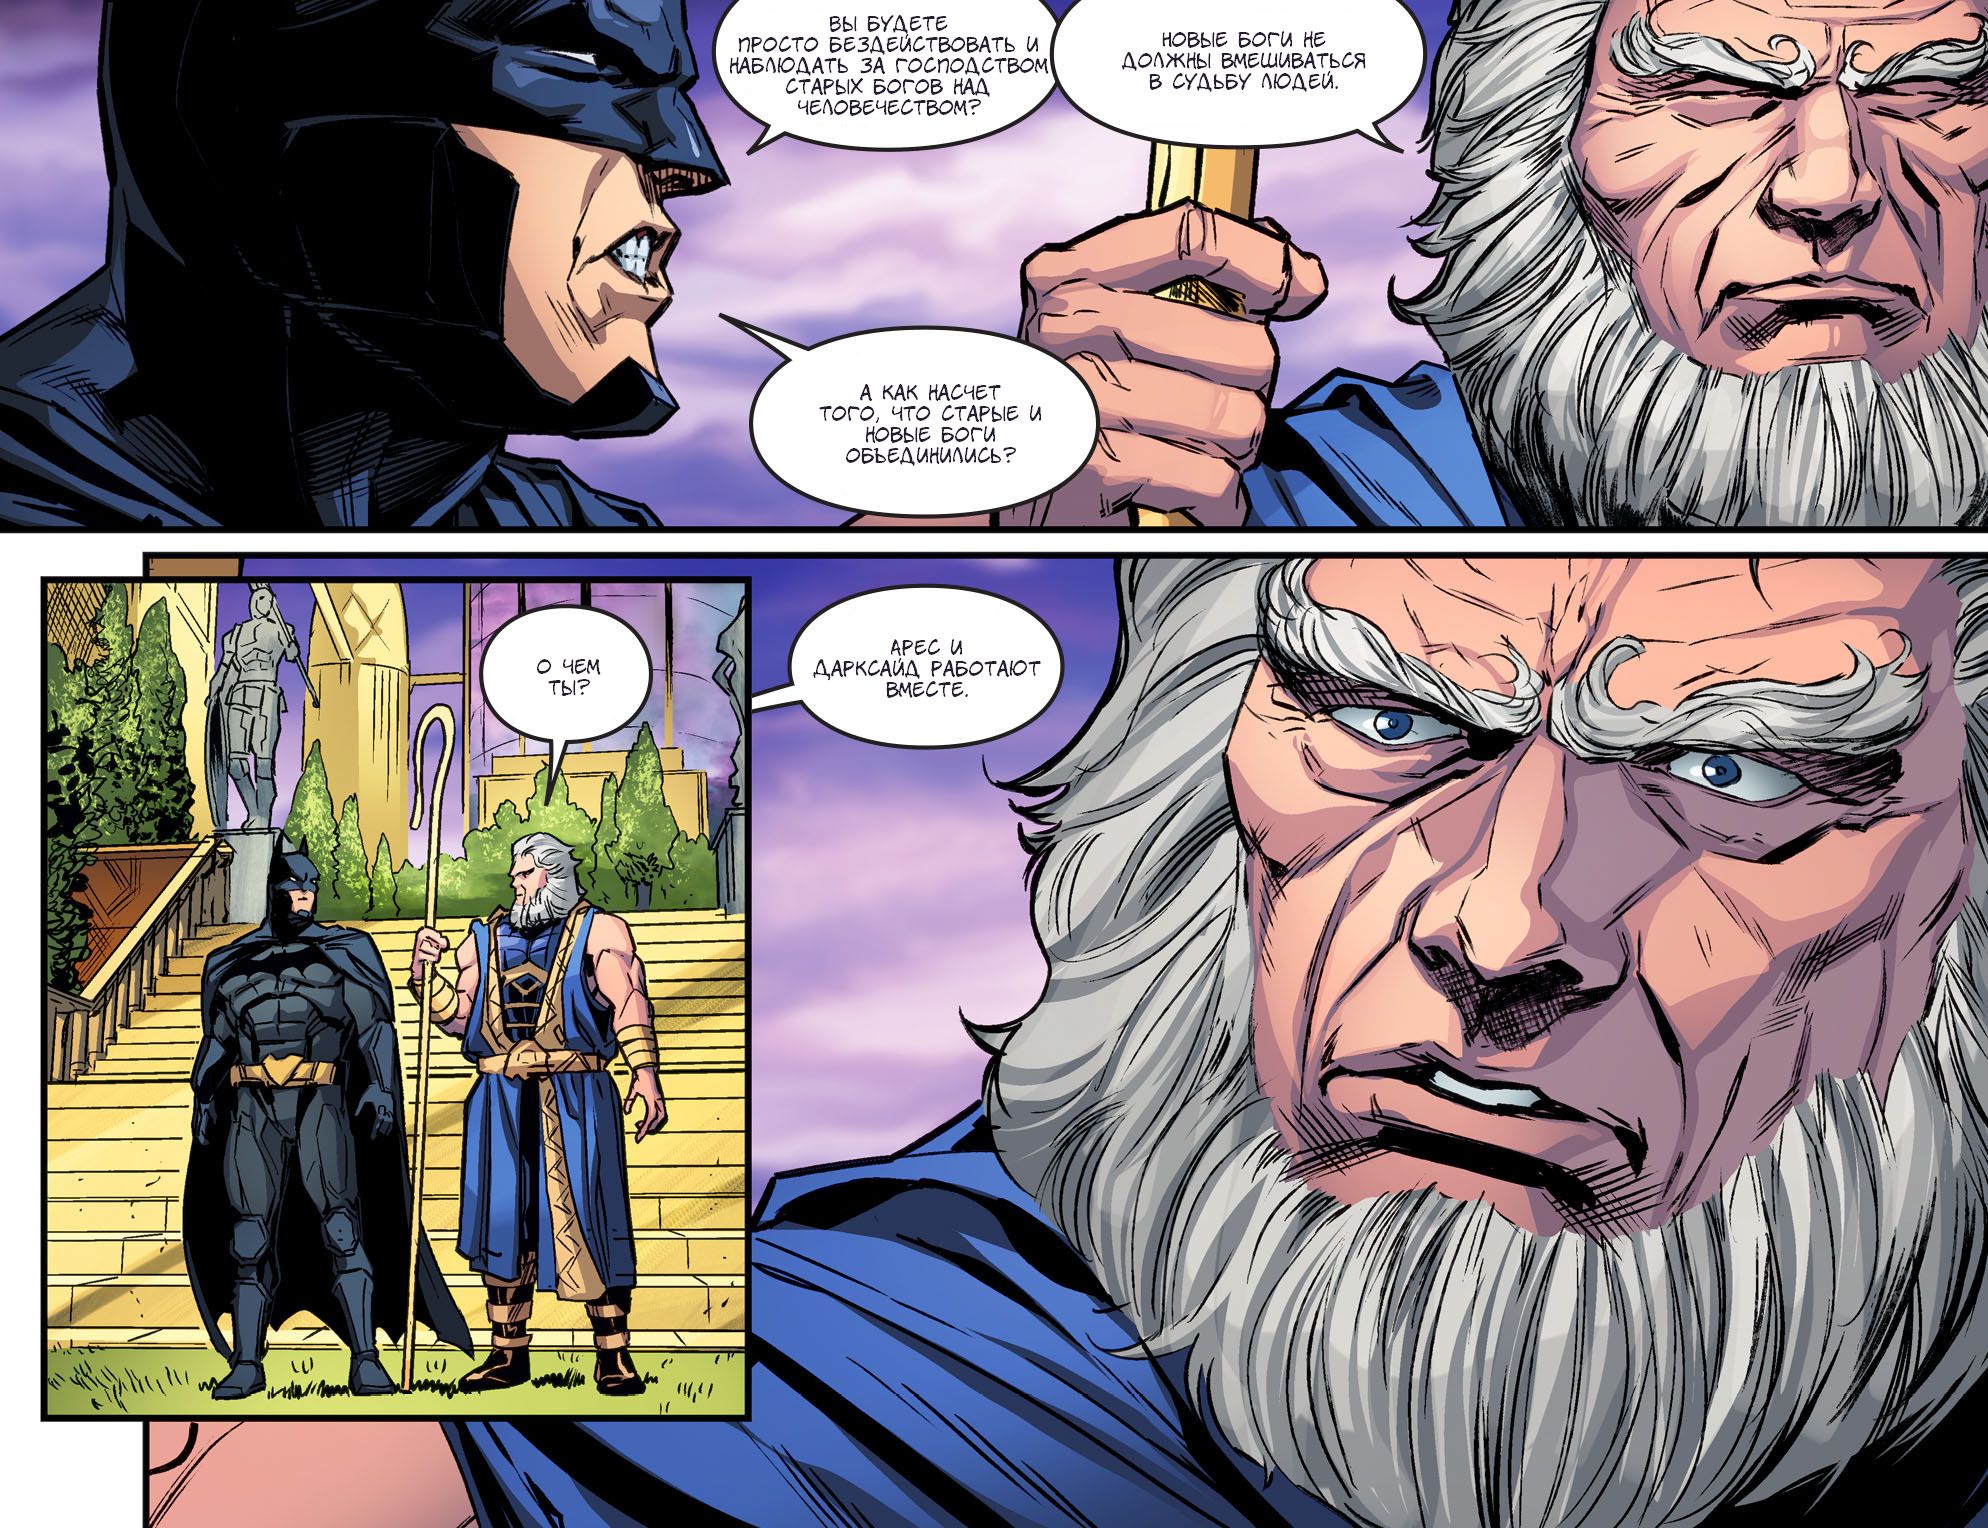 ВЫ БУДЕТЕ
ПРОСТО БЕЗДЕЙСТВОВАТЬ И
НАБЛЮДАТЬ ЗА ГОСПОДСТВОМ
СТАРЫХ БОГОВ НАД
ЧЕЛОВЕЧЕСТВОМ?
НОВЫЕ БОГИ НЕ
ДОЛЖНЫ ВМЕШИВАТЬСЯ
В СУДЬБУ ЛЮДЕЙ.
А КАК НАСЧЕТ
ТОГО, ЧТО СТАРЫЕ И
НОВЫЕ БОГИ
ОБЪЕДИНИЛИСЬ?
О ЧЕМ
ТЫ?
АРЕС И
ДАРКСАЙД РАБОТАЮТ
ВМЕСТЕ.